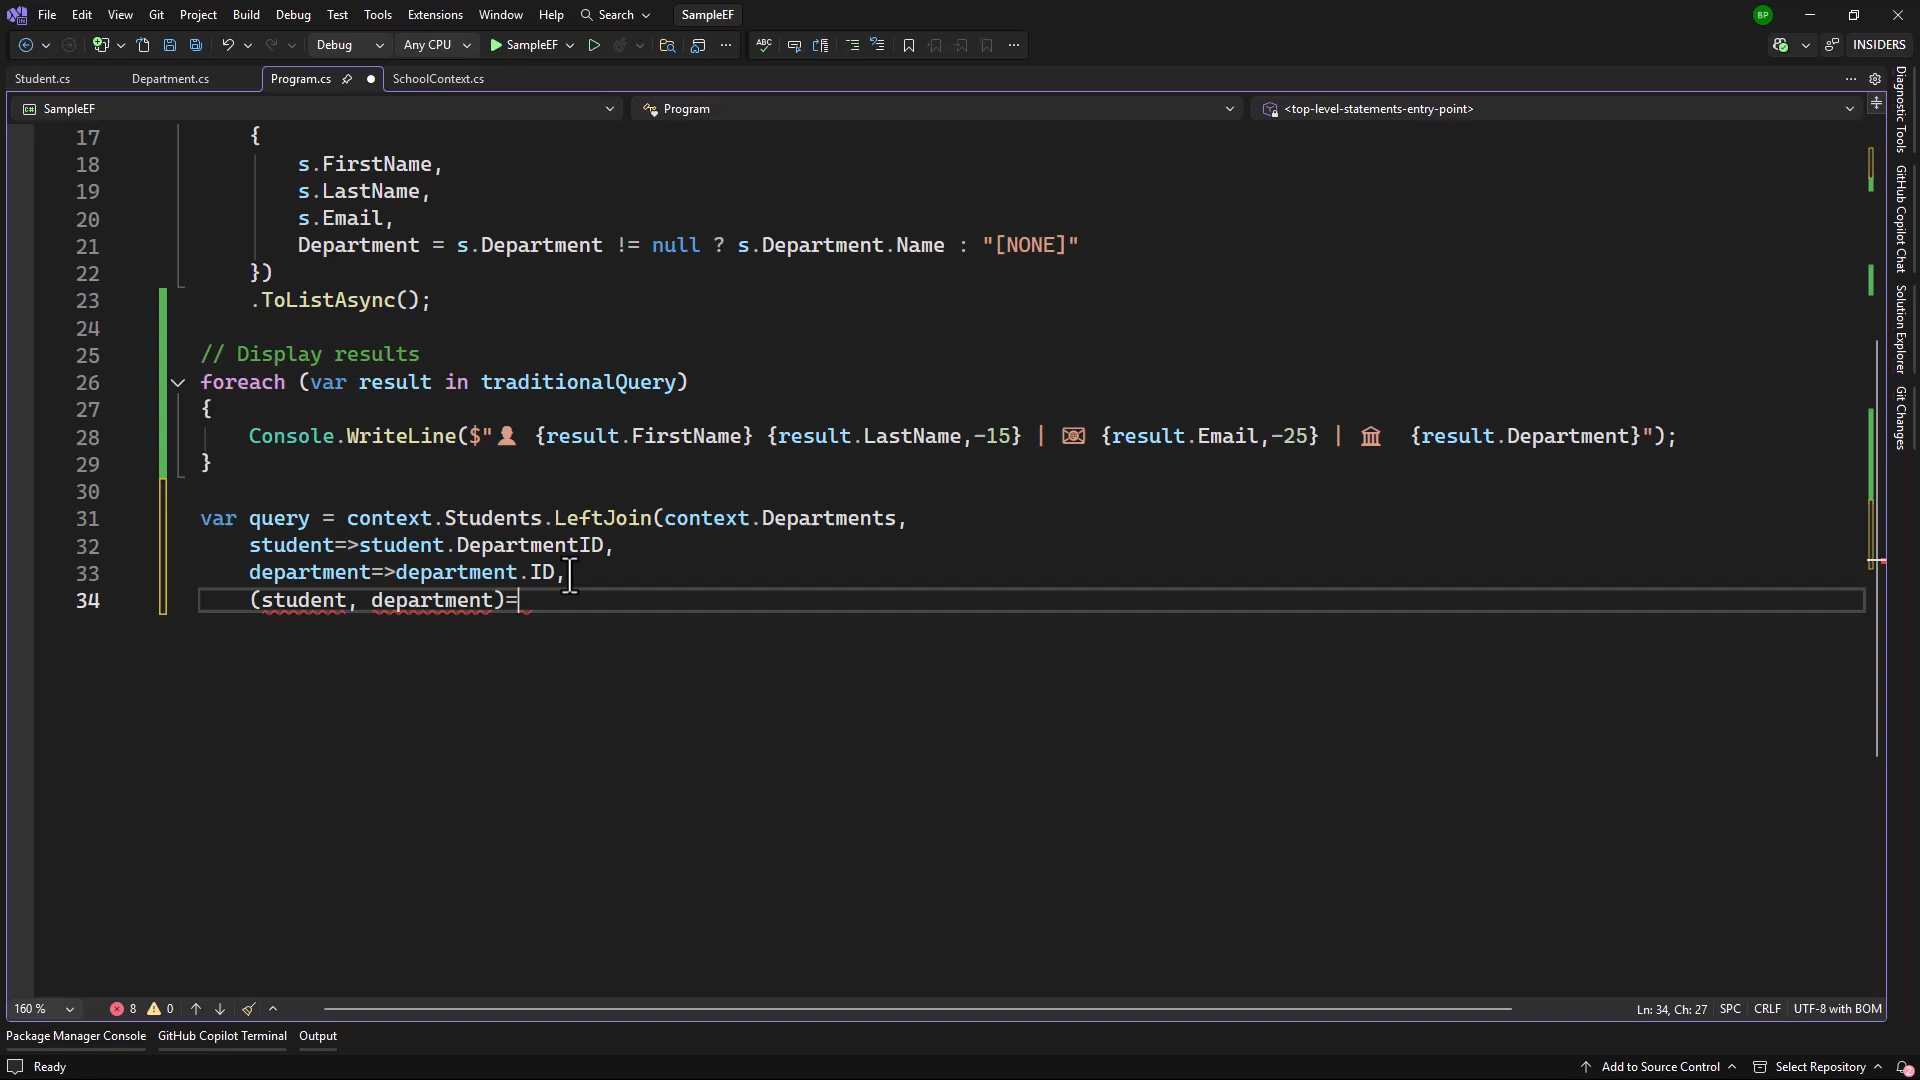 File Edit View Git Project Build Debug Test Tools Extensions Window Help Search SampleEF BP
Debug Any CPU SampleEF INSIDERS
Student.cs Department.cs Program.cs SchoolContext.cs
C# SampleEF Program <top-level-statements-entry-point>
17 {
18 s.FirstName,
19 s.LastName,
20 s.Email,
21 Department = s.Department != null ? s.Department.Name : "[NONE]"
22 })
23 .ToListAsync();
24
25 // Display results
26 foreach (var result in traditionalQuery)
27 {
28 Console.WriteLine($"👤 {result.FirstName} {result.LastName,-15} | 📧 {result.Email,-25} | 🏛 {result.Department}");
29 }
30
31 var query = context.Students.LeftJoin(context.Departments,
32 student=>student.DepartmentID,
33 department=>department.ID,
34 (student, department)=
Diagnostic Tools
GitHub Copilot Chat
Solution Explorer
Git Changes
160 % 8 0 Ln: 34, Ch: 27 SPC CRLF UTF-8 with BOM
Package Manager Console GitHub Copilot Terminal Output
Ready Add to Source Control Select Repository 2